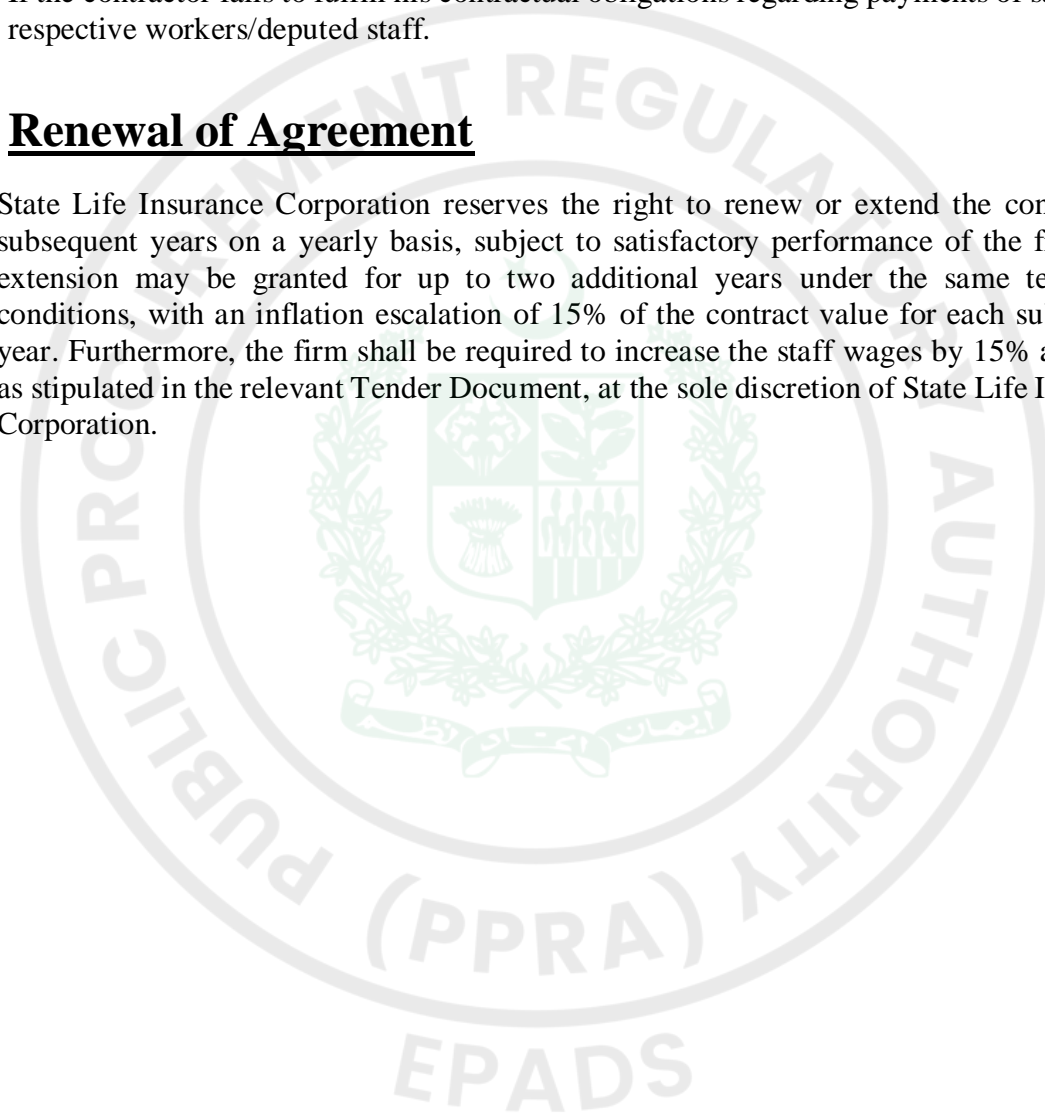 If the contractor fails to fulfill his contractual obligations regarding payments of
respective workers/deputed staff.
Renewal of Agreement
State Life Insurance Corporation reserves the right to renew or extend the
subsequent years on a yearly basis, subject to satisfactory performance of the
extension may be granted for up to two additional years under the same
conditions, with an inflation escalation of 15% of the contract value for each
year. Furthermore, the firm shall be required to increase the staff wages by 15%
as stipulated in the relevant Tender Document, at the sole discretion of State Life
Corporation.
PUBLIC PROCUREMENT REGULATORY AUTHORITY
(PPRA)
EPADS